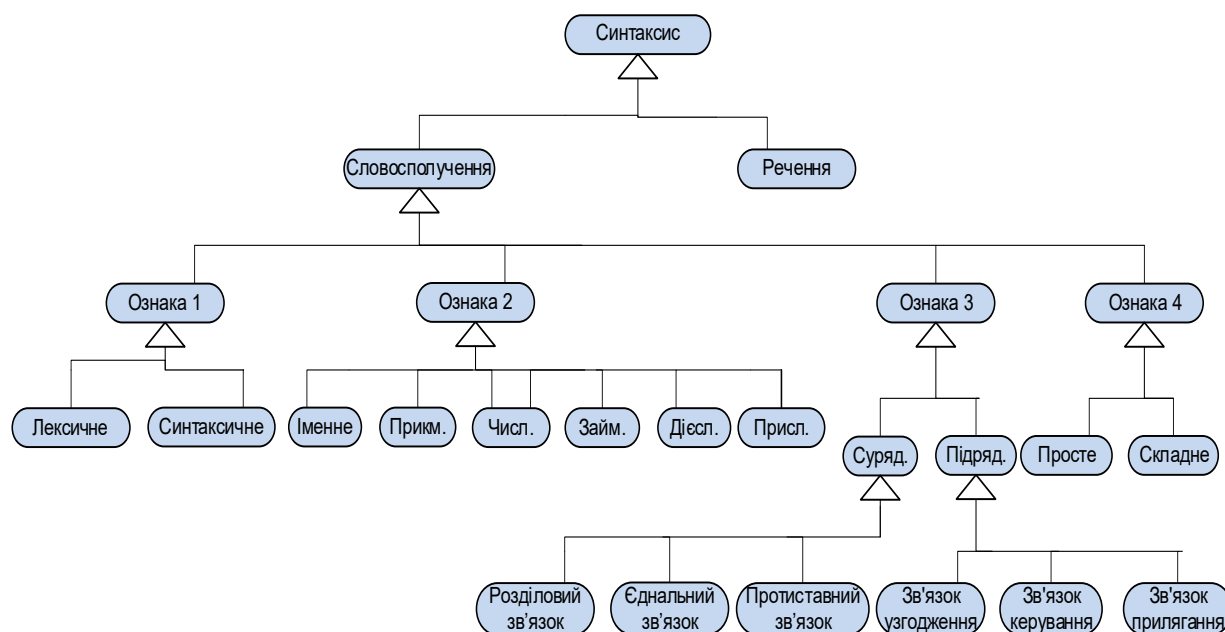 Синтаксис
Словосполучення
Речення
Ознака 1
Ознака 2
Ознака 3
Ознака 4
Лексичне
Синтаксичне
Іменне
Прикм.
Числ.
Займ.
Дієсл.
Присл.
Суряд.
Підряд.
Просте
Складне
Розділовий
зв’язок
Єднальний
зв’язок
Протиставний
зв’язок
Зв'язок
узгодження
Зв'язок
керування
Зв'язок
прилягання